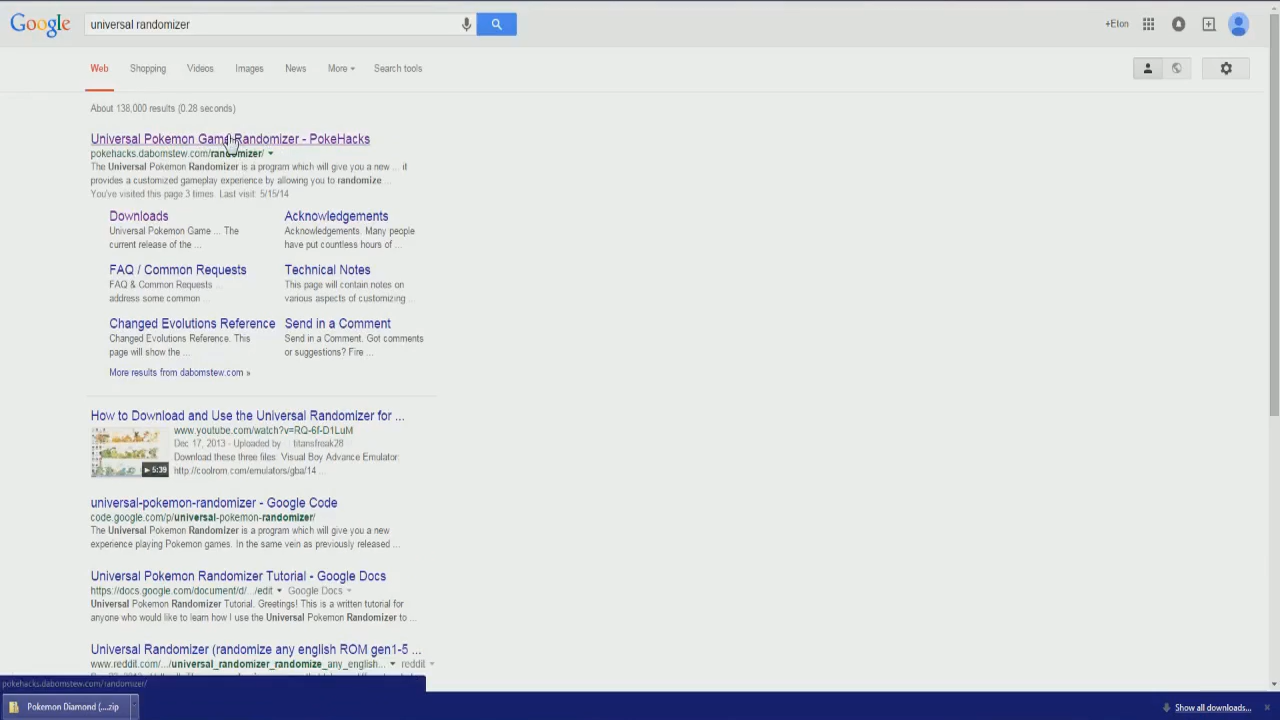 Google
universal randomizer
+Elon
Web Shopping Videos Images News More Search tools
About 138,000 results (0.28 seconds)
Universal Pokemon Game Randomizer - PokeHacks
pokehacks.dabomstew.com/randomizer/
The Universal Pokemon Randomizer is a program which will give you a new ... it
provides a customized gameplay experience by allowing you to randomize ...
You've visited this page 3 times. Last visit: 5/15/14
Downloads
Universal Pokemon Game ... The
current release of the ...
Acknowledgements
Acknowledgements. Many people
have put countless hours of ...
FAQ / Common Requests
FAQ & Common Requests ...
address some common ...
Technical Notes
This page will contain notes on
various aspects of customizing ...
Changed Evolutions Reference
Changed Evolutions Reference. This
page will show the ...
Send in a Comment
Send in a Comment. Got comments
or suggestions? Fire ...
More results from dabomstew.com »
How to Download and Use the Universal Randomizer for ...
www.youtube.com/watch?v=RQ-6f-D1LuM
Dec 17, 2013 - Uploaded by titansfreak28
Download these three files: Visual Boy Advance Emulator:
http://coolrom.com/emulators/gba/14 ...
5:39
universal-pokemon-randomizer - Google Code
code.google.com/p/universal-pokemon-randomizer/
The Universal Pokemon Randomizer is a program which will give you a new
experience playing Pokemon games. In the same vein as previously released ...
Universal Pokemon Randomizer Tutorial - Google Docs
https://docs.google.com/document/d/.../edit Google Docs
Universal Pokemon Randomizer Tutorial. Greetings! This is a written tutorial for
anyone who would like to learn how I use the Universal Pokemon Randomizer to ...
Universal Randomizer (randomize any english ROM gen1-5 ...
www.reddit.com/.../universal_randomizer_randomize_any_english... reddit
pokehacks.dabomstew.com/randomizer/
Pokemon Diamond (....zip
Show all downloads...